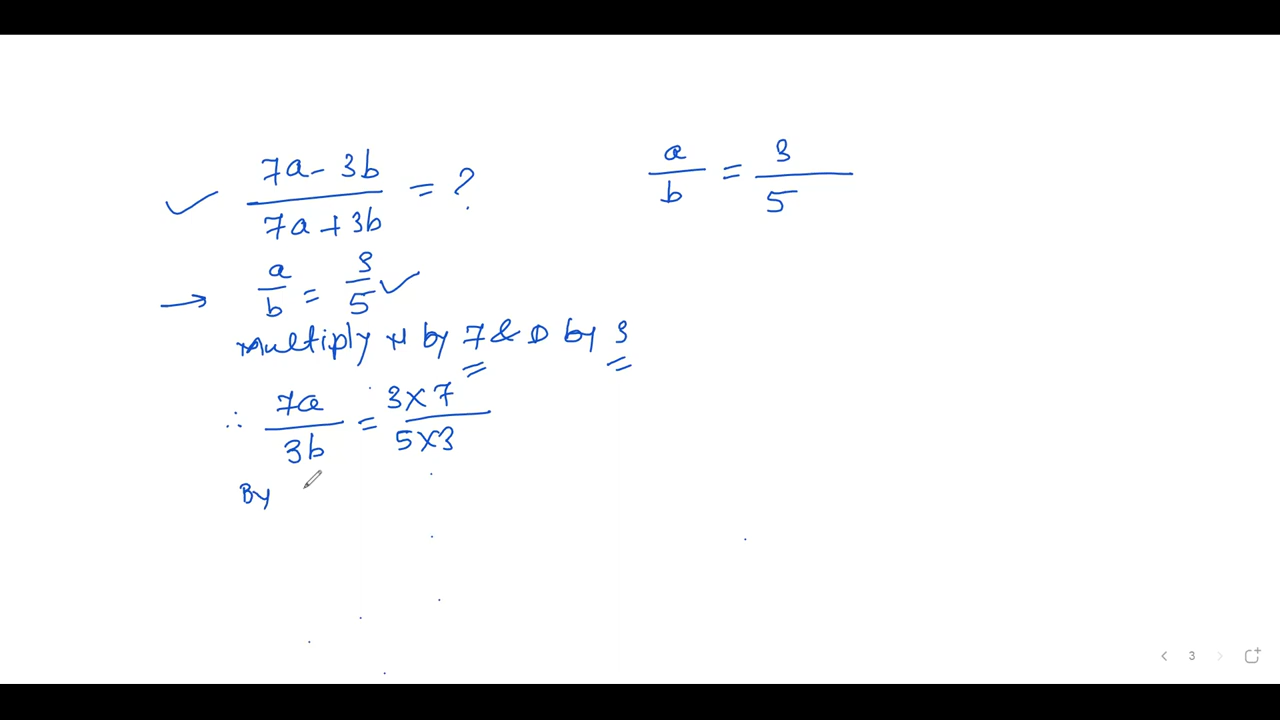 7a - 3b / 7a + 3b = ?
a / b = 3 / 5
→ a / b = 3 / 5 ✓
Multiply N by 7 & D by 3
∴ 7a / 3b = 3 × 7 / 5 × 3
By
3